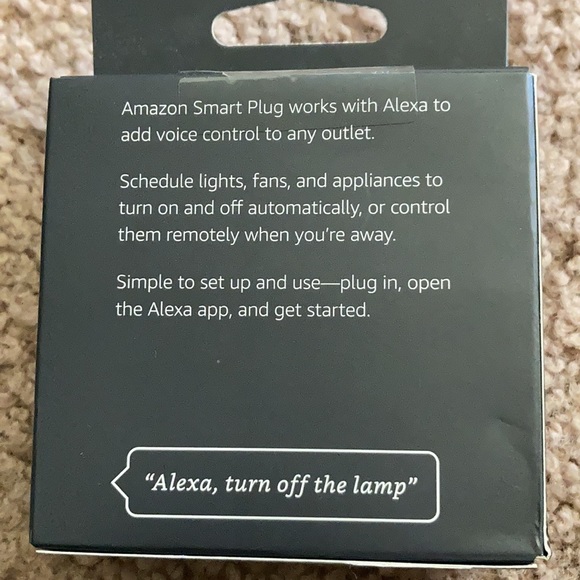 Amazon Smart Plug works with Alexa to
add voice control to any outlet.
Schedule lights, fans, and appliances to
turn on and off automatically, or control
them remotely when you're away.
Simple to set up and use—plug in, open
the Alexa app, and get started.
“Alexa, turn off the lamp”